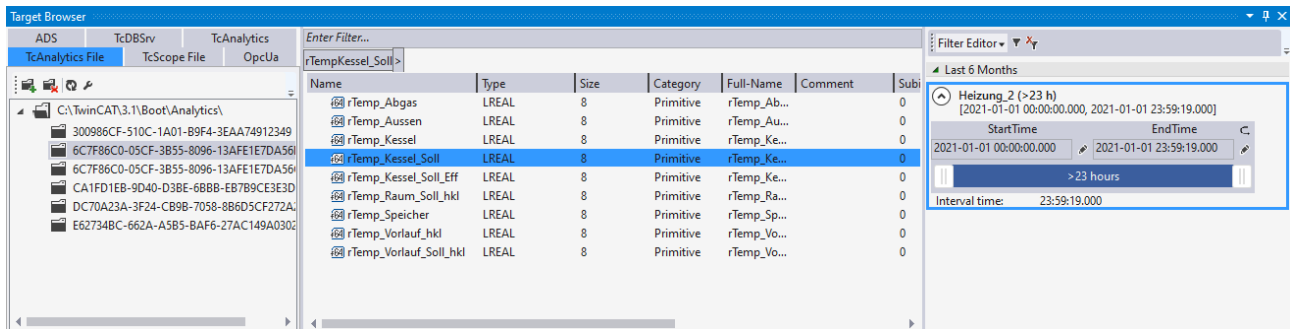 Target Browser
ADS TcDBSrv TcAnalytics
TcAnalytics File TcScope File OpcUa
C:\TwinCAT\3.1\Boot\Analytics\
300986CF-510C-1A01-B9F4-3EAA74912349
6C7F86C0-05CF-3B55-8096-13AFE1E7DA56
6C7F86C0-05CF-3B55-8096-13AFE1E7DA56
CA1FD1EB-9D40-D3BE-6BBB-EB7B9CE3E3D
DC70A23A-3F24-CB9B-7058-8B6D5CF272A
E62734BC-662A-A5B5-BAF6-27AC149A0302
Enter Filter...
rTempKessel_Soll >
Name Type Size Category Full-Name Comment Subi
rTemp_Abgas LREAL 8 Primitive rTemp_Ab... 0
rTemp_Aussen LREAL 8 Primitive rTemp_Au... 0
rTemp_Kessel LREAL 8 Primitive rTemp_Ke... 0
rTemp_Kessel_Soll LREAL 8 Primitive rTemp_Ke... 0
rTemp_Kessel_Soll_Eff LREAL 8 Primitive rTemp_Ke... 0
rTemp_Raum_Soll_hkl LREAL 8 Primitive rTemp_Ra... 0
rTemp_Speicher LREAL 8 Primitive rTemp_Sp... 0
rTemp_Vorlauf_hkl LREAL 8 Primitive rTemp_Vo... 0
rTemp_Vorlauf_Soll_hkl LREAL 8 Primitive rTemp_Vo... 0
Filter Editor
Last 6 Months
Heizung_2 (>23 h)
[2021-01-01 00:00:00.000, 2021-01-01 23:59:19.000]
StartTime EndTime
2021-01-01 00:00:00.000 2021-01-01 23:59:19.000
>23 hours
Interval time: 23:59:19.000